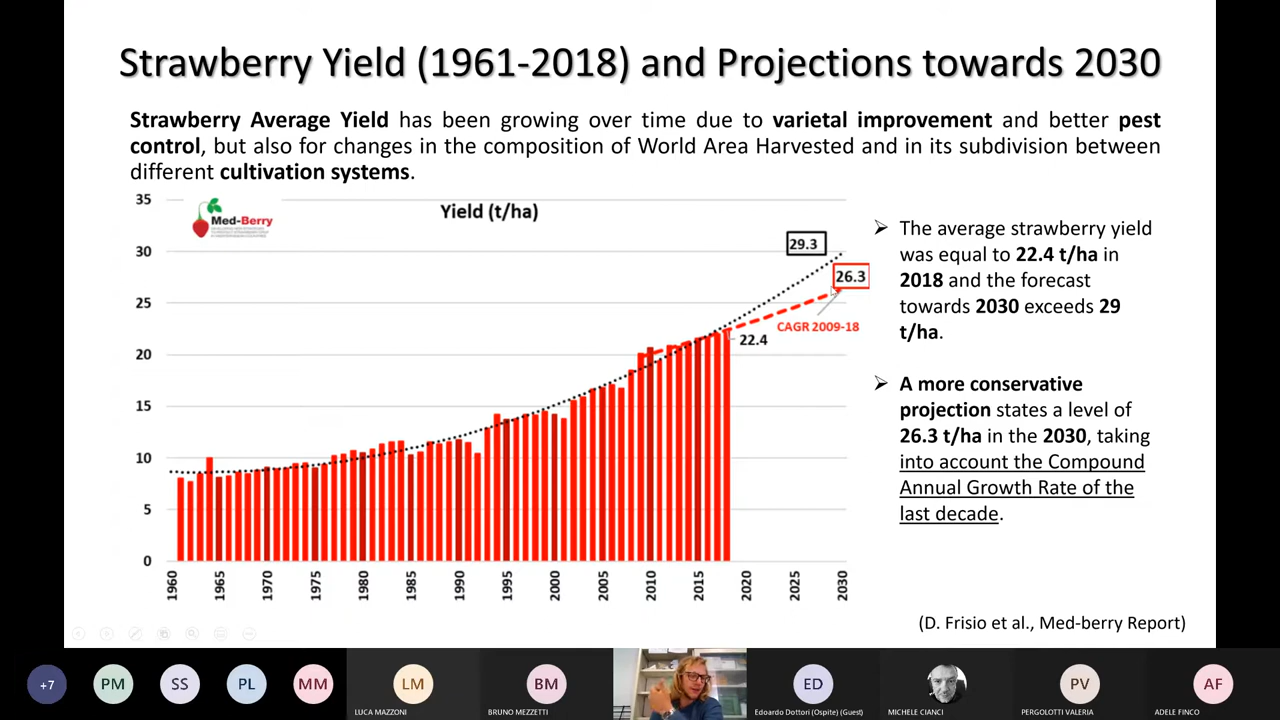 Strawberry Yield (1961-2018) and Projections towards 2030
Strawberry Average Yield has been growing over time due to varietal improvement and better pest
control, but also for changes in the composition of World Area Harvested and in its subdivision between
different cultivation systems.
Med-Berry
Yield (t/ha)
35
30
25
20
15
10
5
0
29.3
26.3
CAGR 2009-18
22.4
1960
1965
1970
1975
1980
1985
1990
1995
2000
2005
2010
2015
2020
2025
2030
➢ The average strawberry yield
was equal to 22.4 t/ha in
2018 and the forecast
towards 2030 exceeds 29
t/ha.
➢ A more conservative
projection states a level of
26.3 t/ha in the 2030, taking
into account the Compound
Annual Growth Rate of the
last decade.
(D. Frisio et al., Med-berry Report)
+7
PM
SS
PL
MM
LM
LUCA MAZZONI
BM
BRUNO MEZZETTI
ED
Edoardo Dottori (Ospite) (Guest)
MICHELE CIANCI
PV
PERGOLOTTI VALERIA
AF
ADELE FINCO